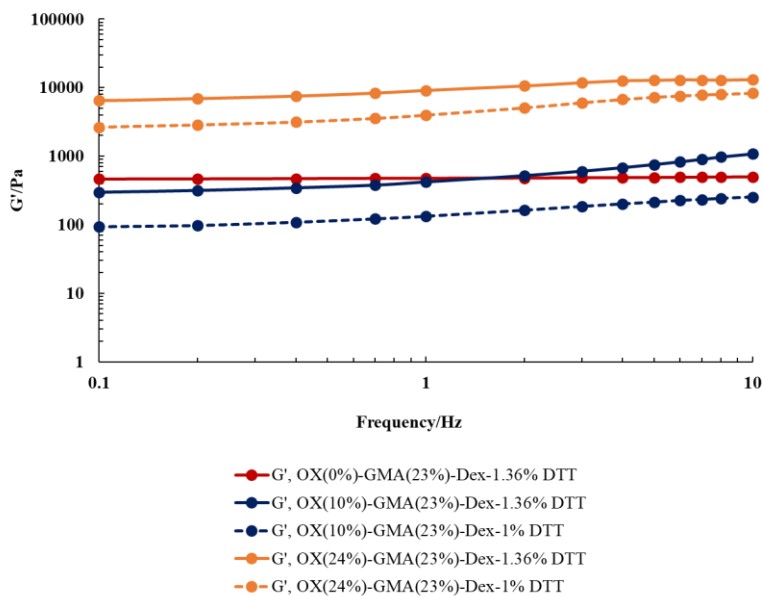 100000
10000
1000
100
10
1
G'/Pa
0.1 1 10
Frequency/Hz
G', OX(0%)-GMA(23%)-Dex-1.36% DTT
G', OX(10%)-GMA(23%)-Dex-1.36% DTT
G', OX(10%)-GMA(23%)-Dex-1% DTT
G', OX(24%)-GMA(23%)-Dex-1.36% DTT
G', OX(24%)-GMA(23%)-Dex-1% DTT